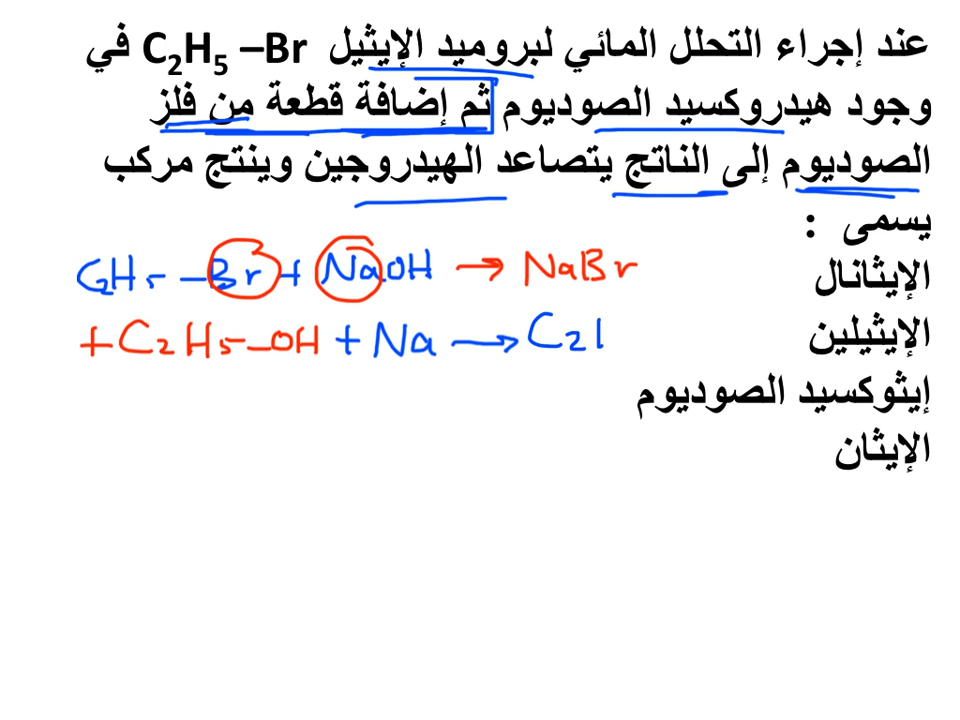 عند إجراء التحلل المائي لبروميد الإيثيل C₂H₅ –Br في
وجود هيدروكسيد الصوديوم ثم إضافة قطعة من فلز
الصوديوم إلى الناتج يتصاعد الهيدروجين وينتج مركب
يسمى :
الإيثانال
C₂H₅ –Br + NaOH → NaBr
الإيثيلين
+ C₂H₅–OH + Na → C₂l
إيثوكسيد الصوديوم
الإيثان